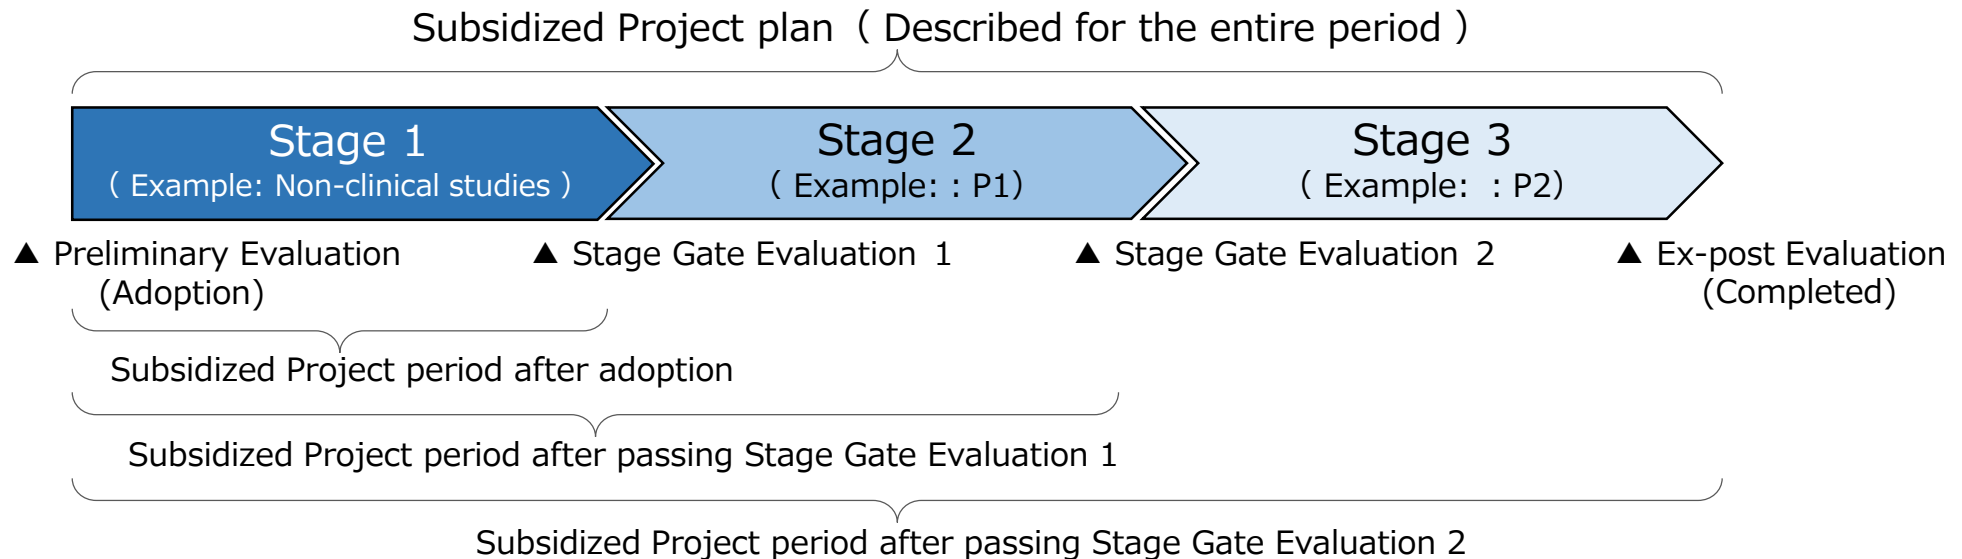 Subsidized Project plan（ Described for the entire period ）
Stage 1
（ Example: Non-clinical studies ）
Stage 2
（ Example: : P1）
Stage 3
（ Example: : P2）
▲ Preliminary Evaluation
(Adoption)
▲ Stage Gate Evaluation 1
▲ Stage Gate Evaluation 2
▲ Ex-post Evaluation
(Completed)
Subsidized Project period after adoption
Subsidized Project period after passing Stage Gate Evaluation 1
Subsidized Project period after passing Stage Gate Evaluation 2